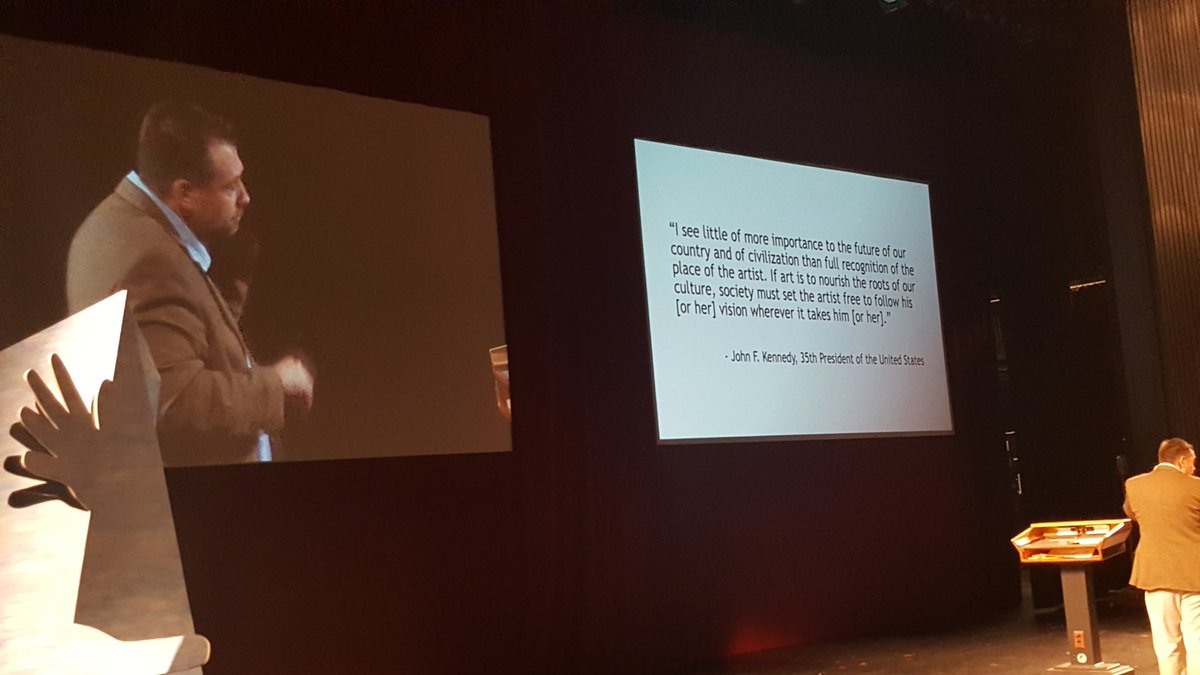 “I see little of more importance to the future of our
country and of civilization than full recognition of the
place of the artist. If art is to nourish the roots of our
culture, society must set the artist free to follow his
[or her] vision wherever it takes him [or her].”
- John F. Kennedy, 35th President of the United States